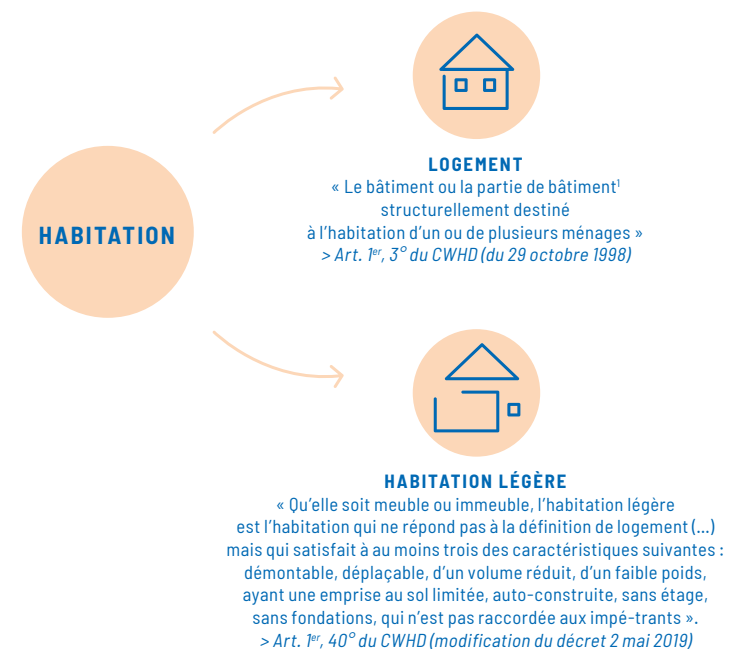 HABITATION
LOGEMENT
« Le bâtiment ou la partie de bâtiment¹
structurellement destiné
à l’habitation d’un ou de plusieurs ménages »
> Art. 1er, 3° du CWHD (du 29 octobre 1998)
HABITATION LÉGÈRE
« Qu’elle soit meuble ou immeuble, l’habitation légère
est l’habitation qui ne répond pas à la définition de logement (...)
mais qui satisfait à au moins trois des caractéristiques suivantes :
démontable, déplaçable, d’un volume réduit, d’un faible poids,
ayant une emprise au sol limitée, auto-construite, sans étage,
sans fondations, qui n’est pas raccordée aux impé-trants ».
> Art. 1er, 40° du CWHD (modification du décret 2 mai 2019)